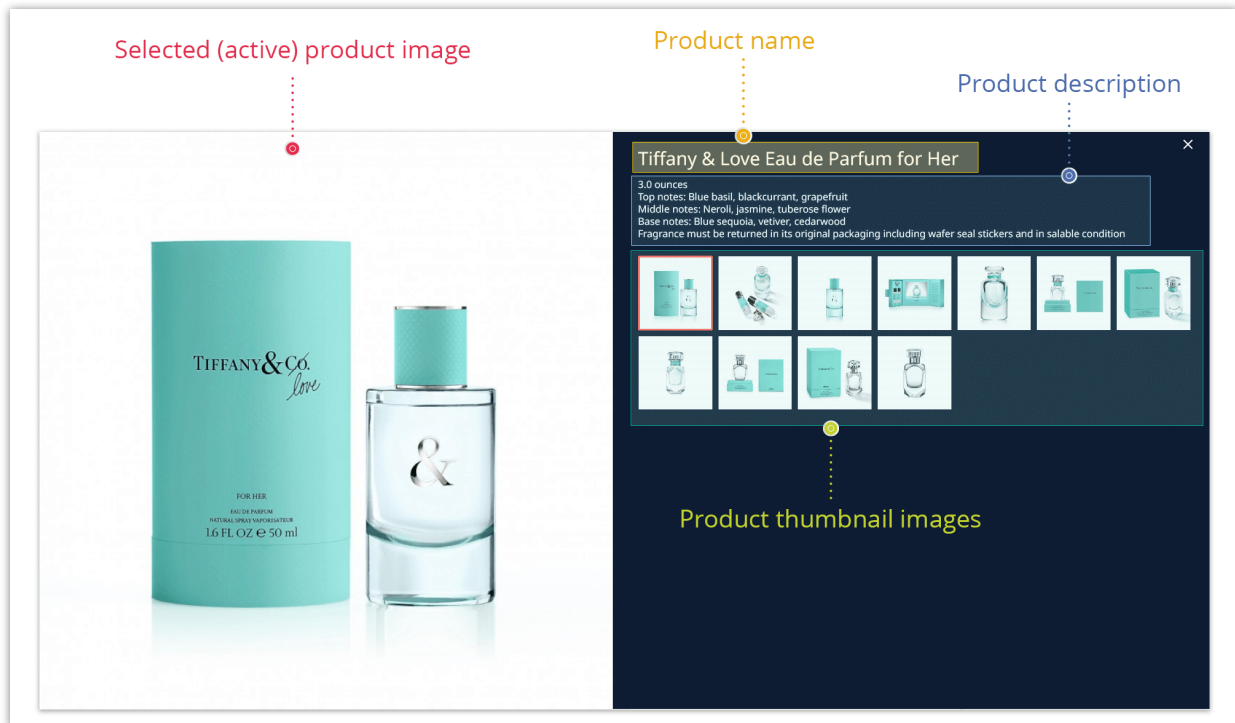 Selected (active) product image
Product name
Product description
Tiffany & Love Eau de Parfum for Her
3.0 ounces
Top notes: Blue basil, blackcurrant, grapefruit
Middle notes: Neroli, jasmine, tuberose flower
Base notes: Blue sequoia, vetiver, cedarwood
Fragrance must be returned in its original packaging including wafer seal stickers and in salable condition
TIFFANY & CO.
love
&
FOR HER
EAU DE PARFUM
NATURAL SPRAY VAPORISATEUR
1.6 FL OZ ℮ 50 ml
Product thumbnail images